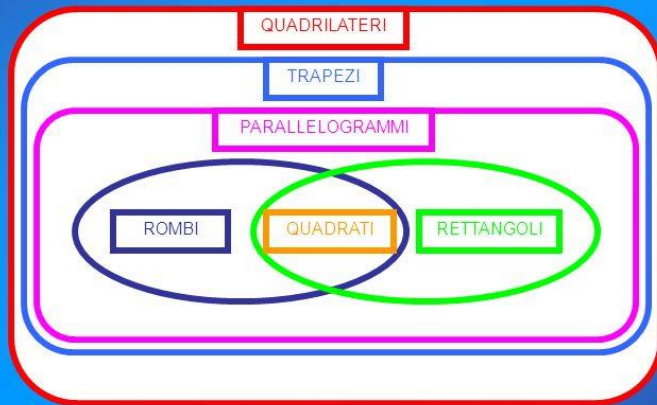 QUADRILATERI
TRAPEZI
PARALLELOGRAMMI
ROMBI
QUADRATI
RETTANGOLI